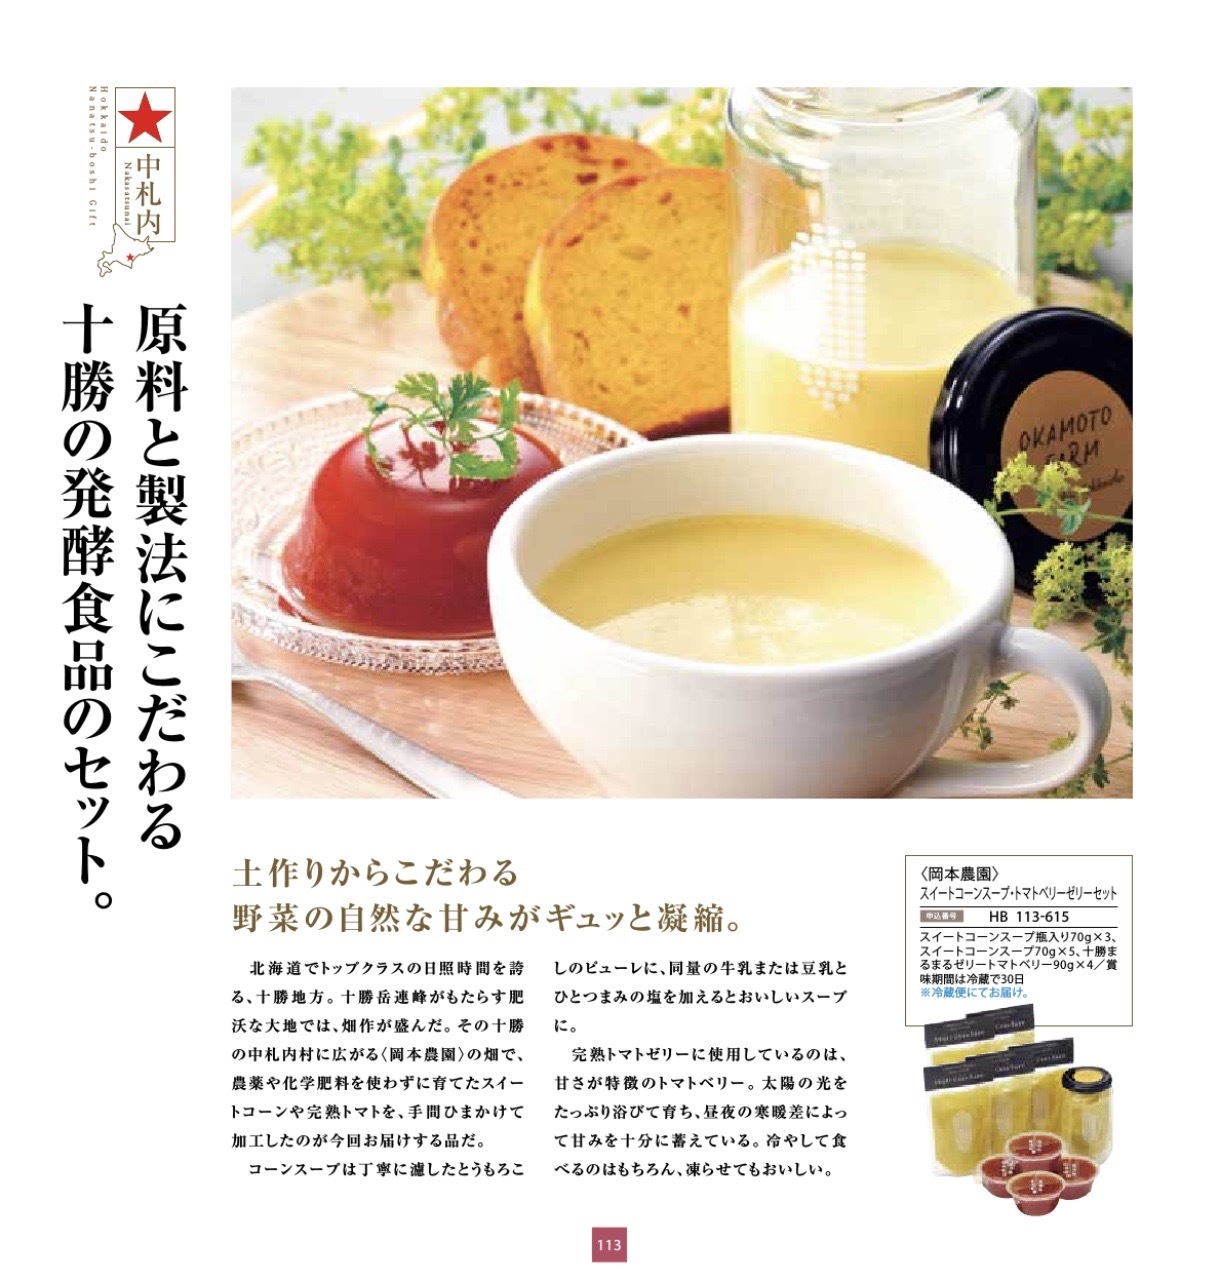 Hokkaido
Nanatsu-boshi Gift
中札内
Nakasatsunai
原料と製法にこだわる
十勝の発酵食品のセット。
OKAMOTO
FARM
土作りからこだわる
野菜の自然な甘みがギュッと凝縮。
北海道でトップクラスの日照時間を誇
る、十勝地方。十勝岳連峰がもたらす肥
沃な大地では、畑作が盛んだ。その十勝
の中札内村に広がる〈岡本農園〉の畑で、
農薬や化学肥料を使わずに育てたスイー
トコーンや完熟トマトを、手間ひまかけて
加工したのが今回お届けする品だ。
コーンスープは丁寧に濾したとうもろこ
しのピューレに、同量の牛乳または豆乳と
ひとつまみの塩を加えるとおいしいスープ
に。
完熟トマトゼリーに使用しているのは、
甘さが特徴のトマトベリー。太陽の光を
たっぷり浴びて育ち、昼夜の寒暖差によっ
て甘みを十分に蓄えている。冷やして食
べるのはもちろん、凍らせてもおいしい。
〈岡本農園〉
スイートコーンスープ・トマトベリーゼリーセット
申込番号 HB 113-615
スイートコーンスープ瓶入り70g×3、
スイートコーンスープ70g×5、十勝ま
るまるゼリートマトベリー90g×4／賞
味期間は冷蔵で30日
※冷蔵便にてお届け。
113